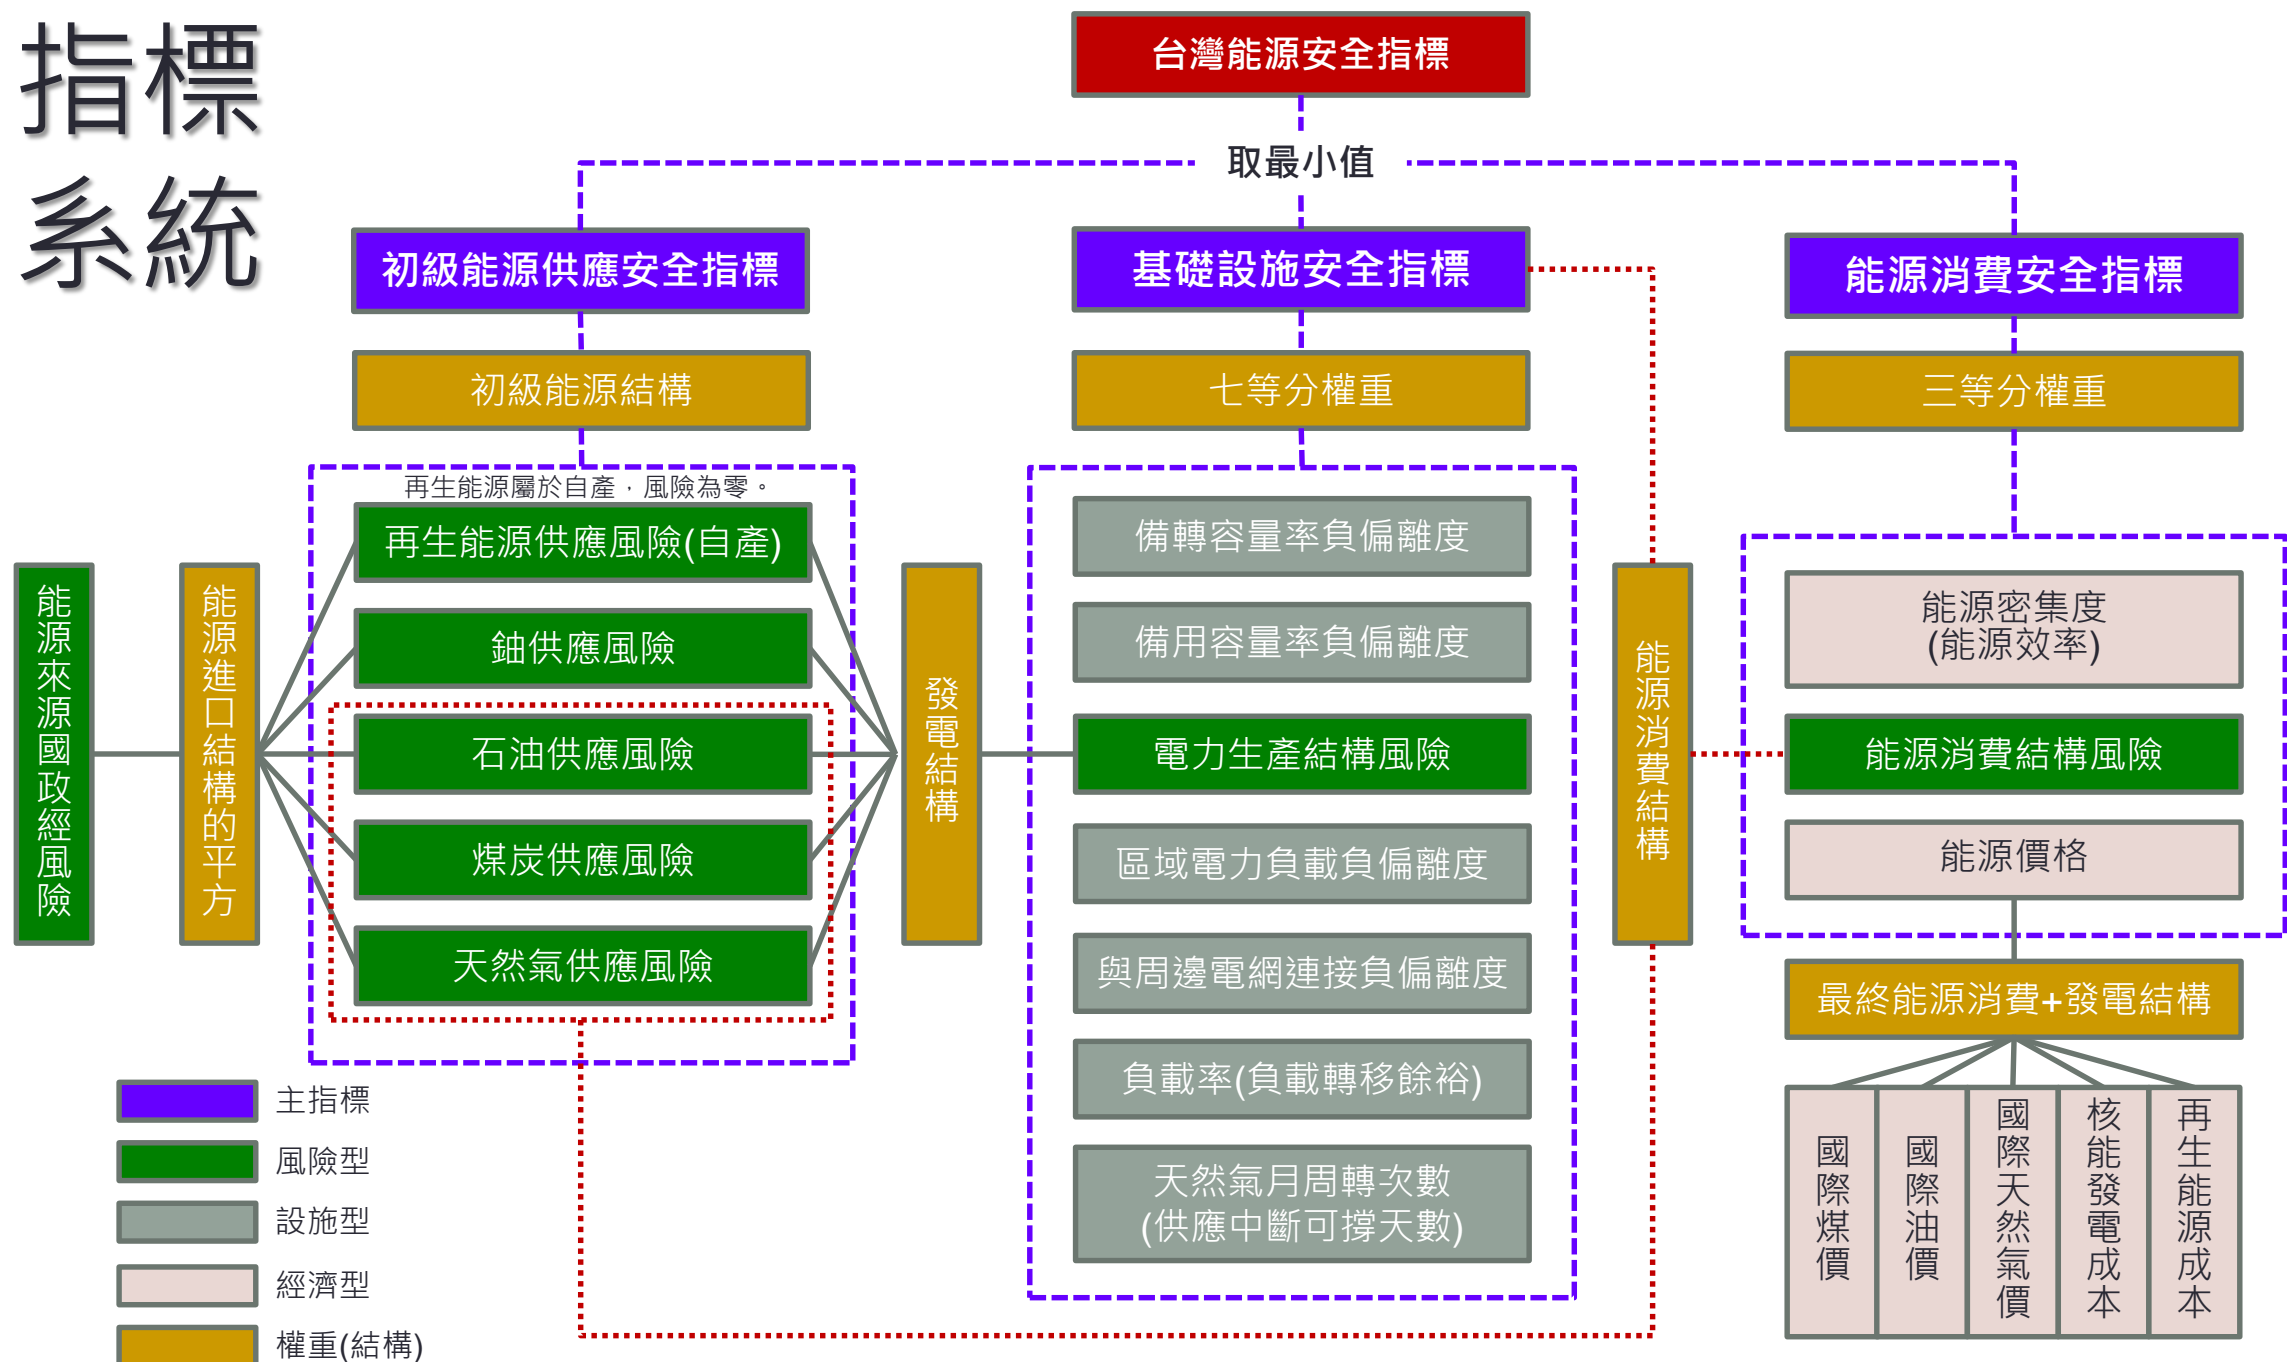 指標
系統
台灣能源安全指標
取最小值
初級能源供應安全指標
基礎設施安全指標
能源消費安全指標
初級能源結構
七等分權重
三等分權重
能源來源國政經風險
能源進口結構的平方
再生能源屬於自產，風險為零。
再生能源供應風險(自產)
鈾供應風險
石油供應風險
煤炭供應風險
天然氣供應風險
發電結構
備轉容量率負偏離度
備用容量率負偏離度
電力生產結構風險
區域電力負載負偏離度
與周邊電網連接負偏離度
負載率(負載轉移餘裕)
天然氣月周轉次數
(供應中斷可撐天數)
能源消費結構
能源密集度
(能源效率)
能源消費結構風險
能源價格
最終能源消費+發電結構
國際煤價
國際油價
國際天然氣價
核能發電成本
再生能源成本
主指標
風險型
設施型
經濟型
權重(結構)